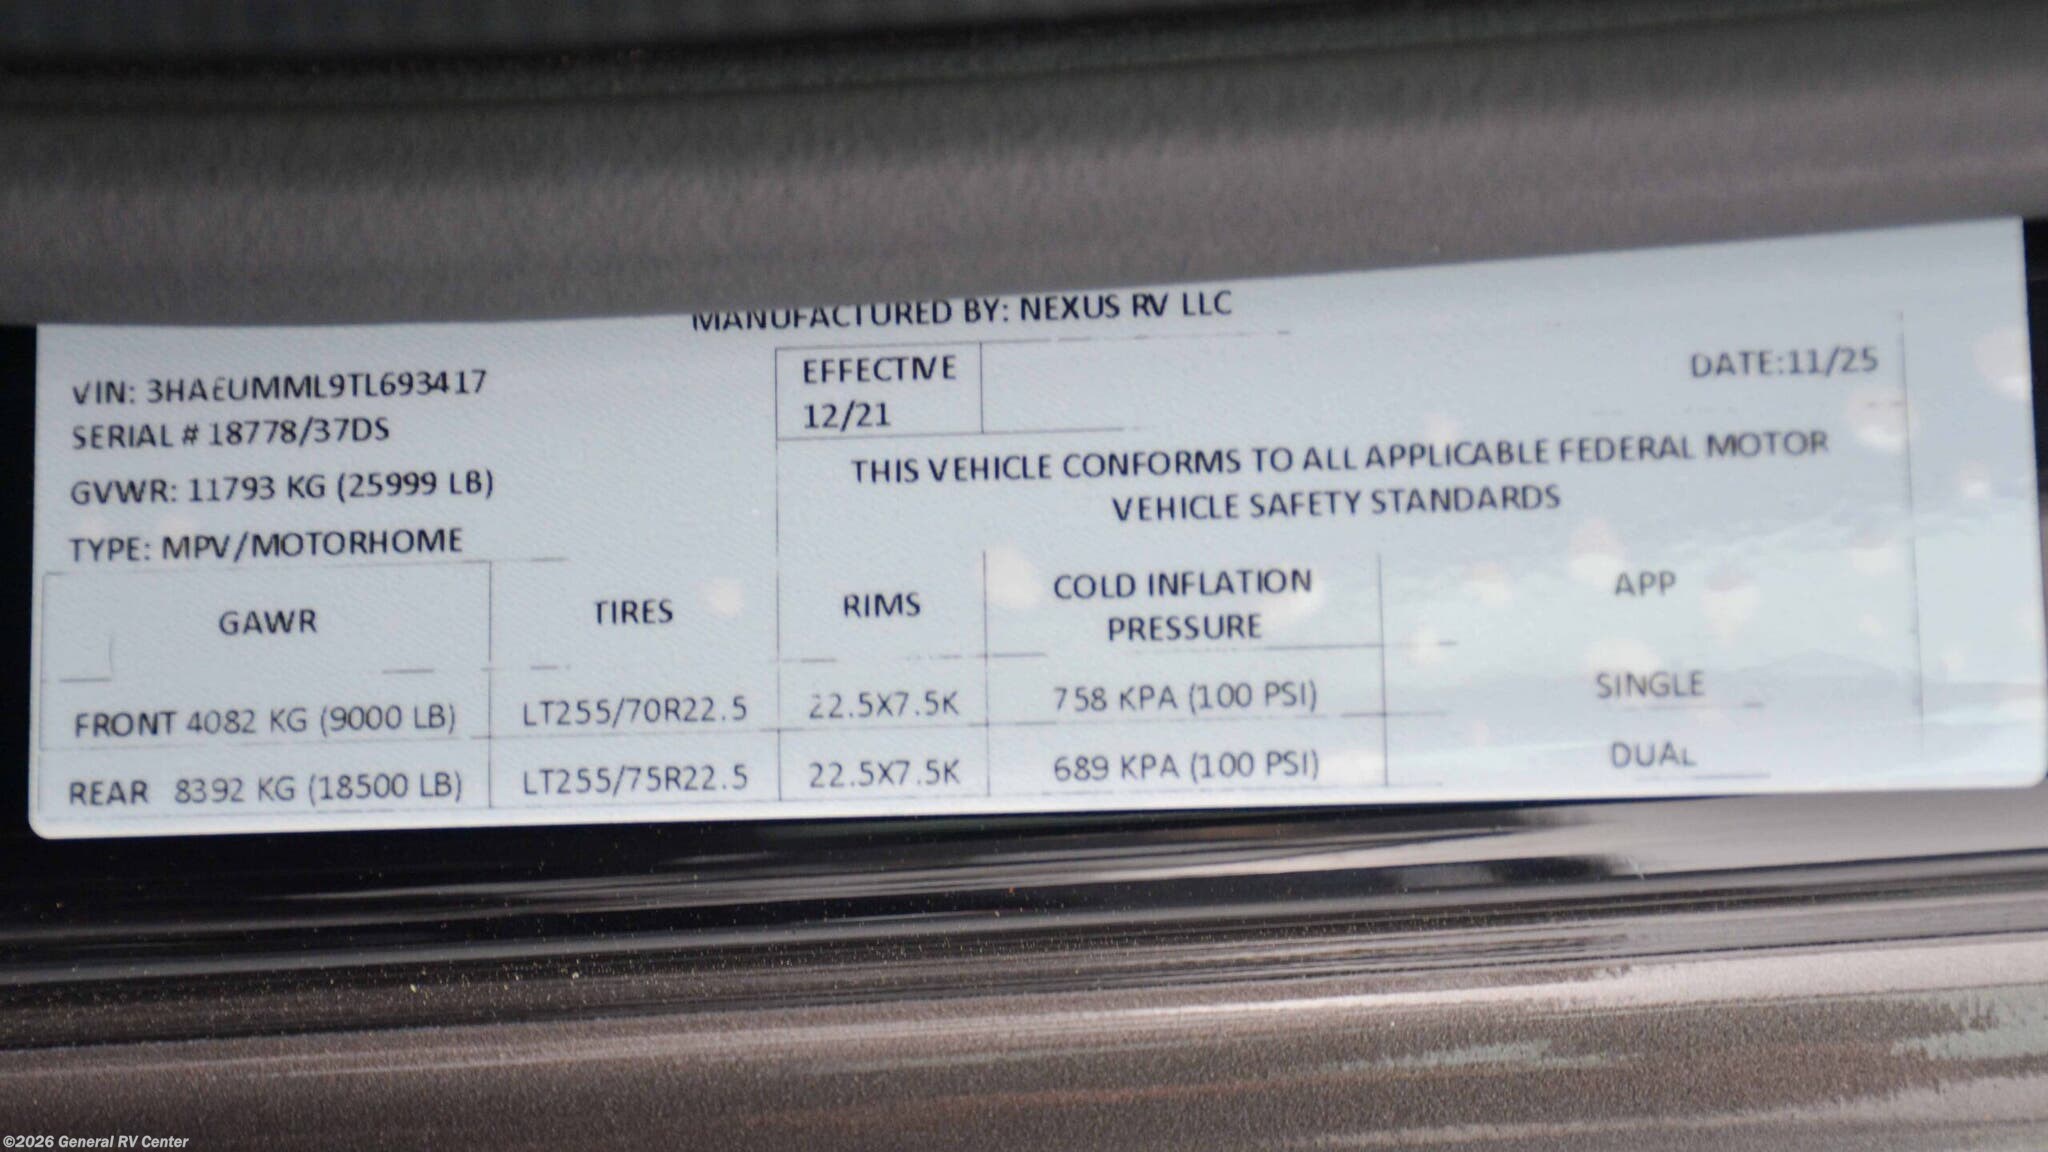 MANUFACTURED BY: NEXUS RV LLC
VIN: 3HAEUMML9TL693417
EFFECTIVE
DATE:11/25
SERIAL # 18778/37DS
12/21
GVWR: 11793 KG (25999 LB)
THIS VEHICLE CONFORMS TO ALL APPLICABLE FEDERAL MOTOR
VEHICLE SAFETY STANDARDS
TYPE: MPV/MOTORHOME
GAWR
TIRES
RIMS
COLD INFLATION
PRESSURE
APP
FRONT 4082 KG (9000 LB) LT255/70R22.5 22.5X7.5K 758 KPA (100 PSI) SINGLE
REAR 8392 KG (18500 LB) LT255/75R22.5 22.5X7.5K 689 KPA (100 PSI) DUAL
©2026 General RV Center